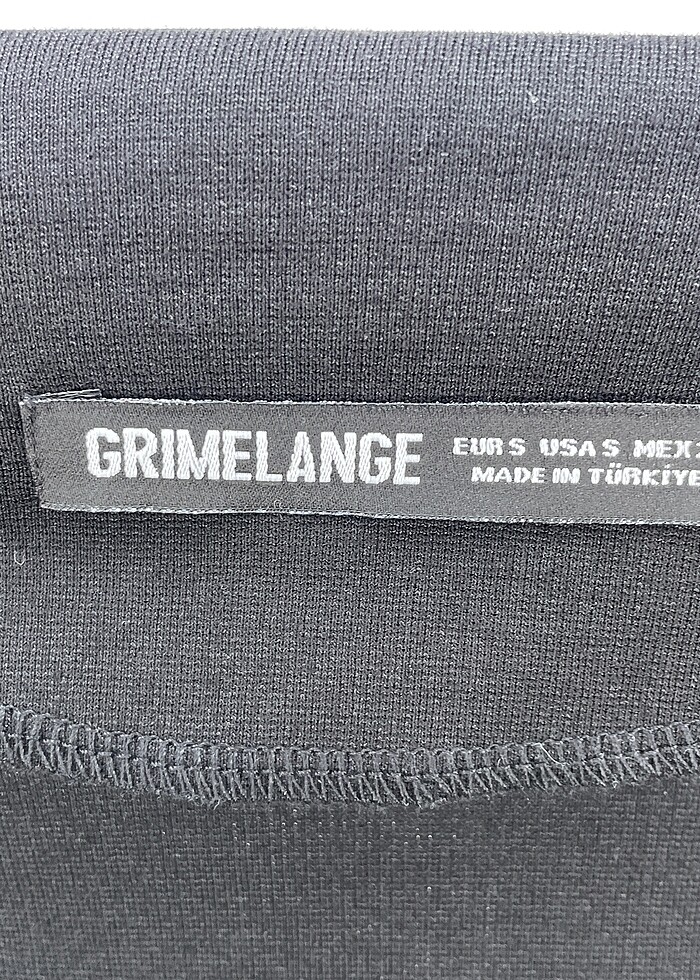 GRIMELANGE
EUR S USA S MEX
MADE IN TÜRKİYE